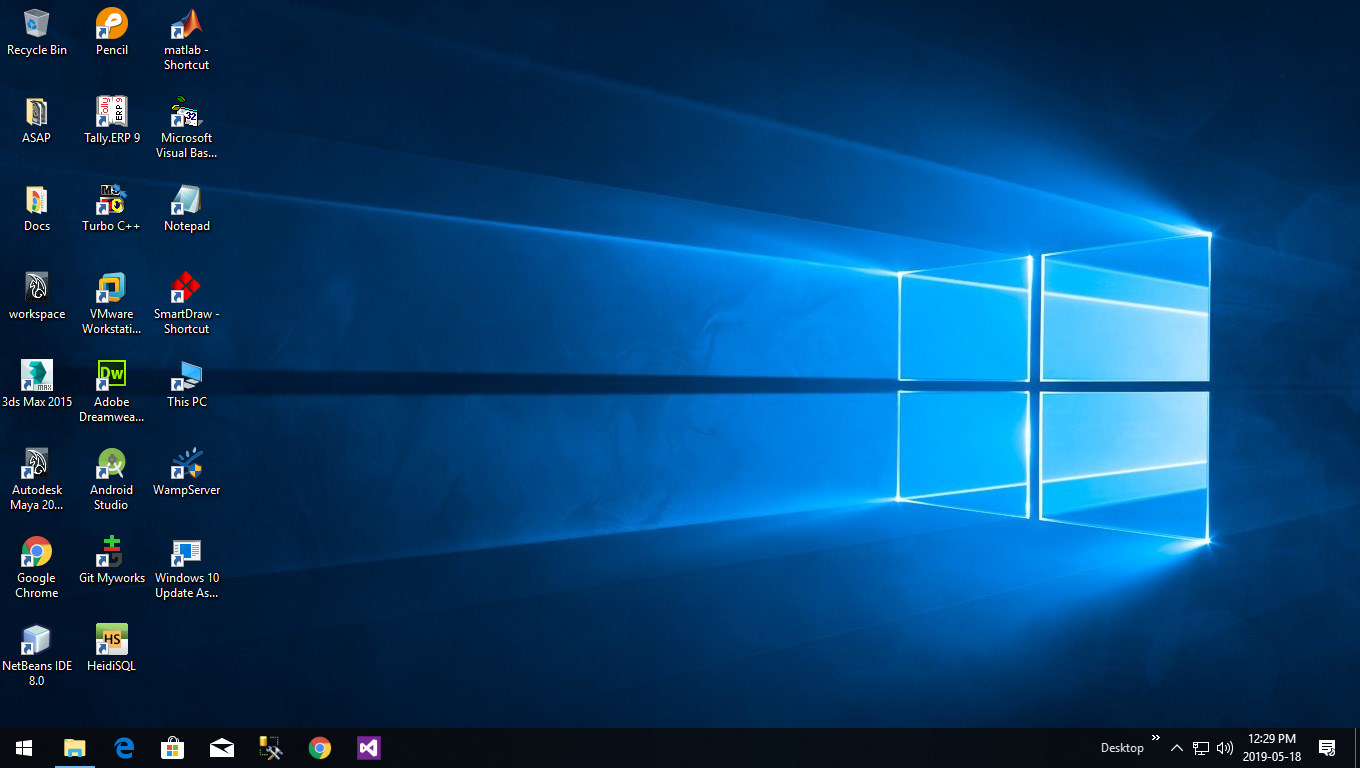 Recycle Bin
Pencil
matlab -
Shortcut
ASAP
Tally.ERP 9
Microsoft
Visual Bas...
Docs
Turbo C++
Notepad
workspace
VMware
Workstati...
SmartDraw -
Shortcut
3ds Max 2015
Adobe
Dreamwea...
This PC
Autodesk
Maya 20...
Android
Studio
WampServer
Google
Chrome
Git Myworks
Windows 10
Update As...
NetBeans IDE
8.0
HeidiSQL
Desktop
12:29 PM
2019-05-18